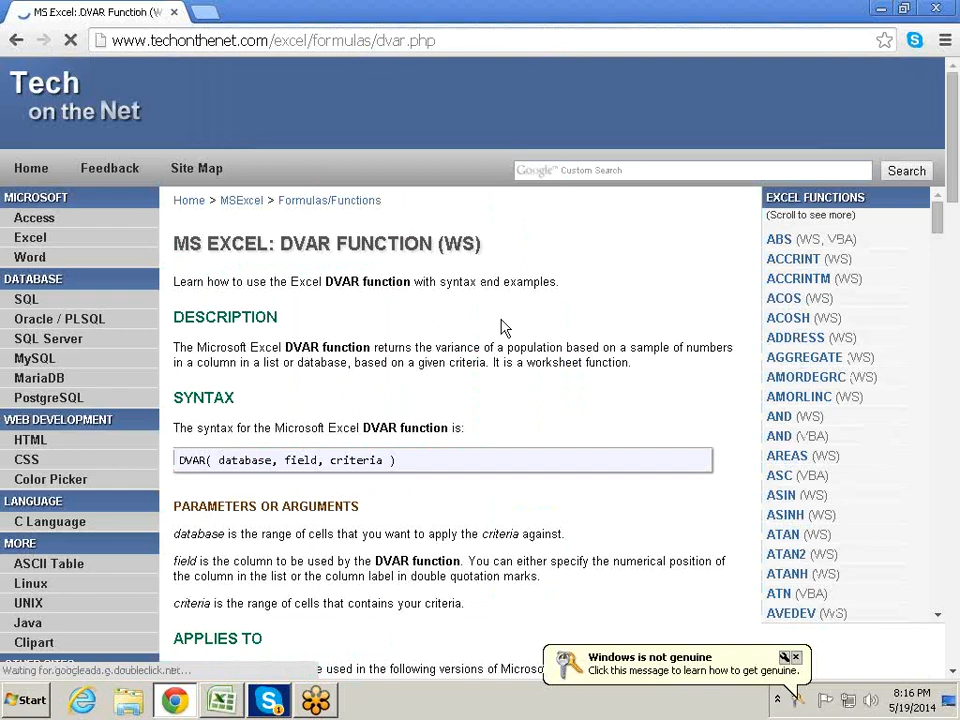 MS Excel: DVAR Function (W
www.techonthenet.com/excel/formulas/dvar.php
Tech
on the Net
Home Feedback Site Map
Google™ Custom Search
Search
MICROSOFT
Access
Excel
Word
DATABASE
SQL
Oracle / PLSQL
SQL Server
MySQL
MariaDB
PostgreSQL
WEB DEVELOPMENT
HTML
CSS
Color Picker
LANGUAGE
C Language
MORE
ASCII Table
Linux
UNIX
Java
Clipart
OTHER SITES
Home > MSExcel > Formulas/Functions
MS EXCEL: DVAR FUNCTION (WS)
Learn how to use the Excel DVAR function with syntax and examples.
DESCRIPTION
The Microsoft Excel DVAR function returns the variance of a population based on a sample of numbers
in a column in a list or database, based on a given criteria. It is a worksheet function.
SYNTAX
The syntax for the Microsoft Excel DVAR function is:
DVAR( database, field, criteria )
PARAMETERS OR ARGUMENTS
database is the range of cells that you want to apply the criteria against.
field is the column to be used by the DVAR function. You can either specify the numerical position of
the column in the list or the column label in double quotation marks.
criteria is the range of cells that contains your criteria.
APPLIES TO
used in the following versions of Microso
EXCEL FUNCTIONS
(Scroll to see more)
ABS (WS, VBA)
ACCRINT (WS)
ACCRINTM (WS)
ACOS (WS)
ACOSH (WS)
ADDRESS (WS)
AGGREGATE (WS)
AMORDEGRC (WS)
AMORLINC (WS)
AND (WS)
AND (VBA)
AREAS (WS)
ASC (VBA)
ASIN (WS)
ASINH (WS)
ATAN (WS)
ATAN2 (WS)
ATANH (WS)
ATN (VBA)
AVEDEV (WS)
Waiting for googleads.g.doubleclick.net...
Windows is not genuine
Click this message to learn how to get genuine.
Start
8:16 PM
5/19/2014